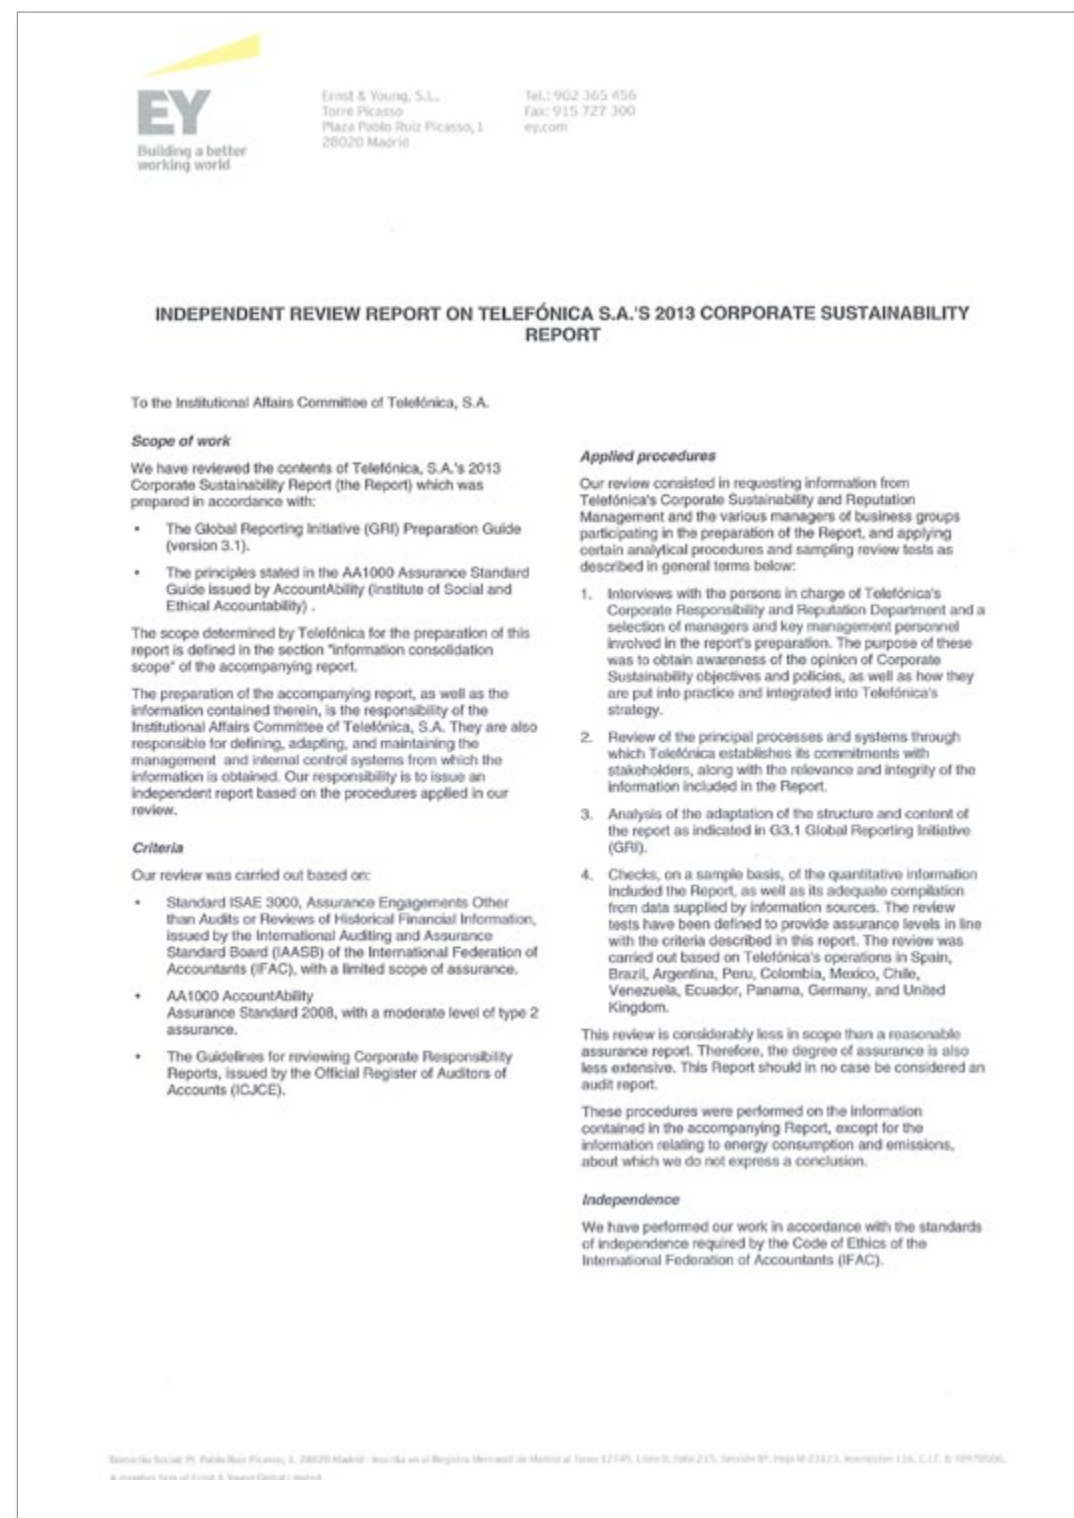 EY
Building a better
working world
Ernst & Young, S.L.
Torre Picasso
Plaza Pablo Ruiz Picasso, 1
28020 Madrid
Tel.: 902 365 456
Fax: 915 727 300
ey.com
INDEPENDENT REVIEW REPORT ON TELEFÓNICA S.A.'S 2013 CORPORATE SUSTAINABILITY
REPORT
To the Institutional Affairs Committee of Telefónica, S.A.
Scope of work
We have reviewed the contents of Telefónica, S.A.'s 2013
Corporate Sustainability Report (the Report) which was
prepared in accordance with:
• The Global Reporting Initiative (GRI) Preparation Guide
(version 3.1).
• The principles stated in the AA1000 Assurance Standard
Guide issued by AccountAbility (Institute of Social and
Ethical Accountability) .
The scope determined by Telefónica for the preparation of this
report is defined in the section "information consolidation
scope" of the accompanying report.
The preparation of the accompanying report, as well as the
information contained therein, is the responsibility of the
Institutional Affairs Committee of Telefónica, S.A. They are also
responsible for defining, adapting, and maintaining the
management and internal control systems from which the
information is obtained. Our responsibility is to issue an
independent report based on the procedures applied in our
review.
Criteria
Our review was carried out based on:
• Standard ISAE 3000, Assurance Engagements Other
than Audits or Reviews of Historical Financial Information,
issued by the International Auditing and Assurance
Standard Board (IAASB) of the International Federation of
Accountants (IFAC), with a limited scope of assurance.
• AA1000 AccountAbility
Assurance Standard 2008, with a moderate level of type 2
assurance.
• The Guidelines for reviewing Corporate Responsibility
Reports, issued by the Official Register of Auditors of
Accounts (ICJCE).
Applied procedures
Our review consisted in requesting information from
Telefónica's Corporate Sustainability and Reputation
Management and the various managers of business groups
participating in the preparation of the Report, and applying
certain analytical procedures and sampling review tests as
described in general terms below:
1. Interviews with the persons in charge of Telefónica's
Corporate Responsibility and Reputation Department and a
selection of managers and key management personnel
involved in the report's preparation. The purpose of these
was to obtain awareness of the opinion of Corporate
Sustainability objectives and policies, as well as how they
are put into practice and integrated into Telefónica's
strategy.
2. Review of the principal processes and systems through
which Telefónica establishes its commitments with
stakeholders, along with the relevance and integrity of the
information included in the Report.
3. Analysis of the adaptation of the structure and content of
the report as indicated in G3.1 Global Reporting Initiative
(GRI).
4. Checks, on a sample basis, of the quantitative information
included the Report, as well as its adequate compilation
from data supplied by information sources. The review
tests have been defined to provide assurance levels in line
with the criteria described in this report. The review was
carried out based on Telefónica's operations in Spain,
Brazil, Argentina, Peru, Colombia, Mexico, Chile,
Venezuela, Ecuador, Panama, Germany, and United
Kingdom.
This review is considerably less in scope than a reasonable
assurance report. Therefore, the degree of assurance is also
less extensive. This Report should in no case be considered an
audit report.
These procedures were performed on the information
contained in the accompanying Report, except for the
information relating to energy consumption and emissions,
about which we do not express a conclusion.
Independence
We have performed our work in accordance with the standards
of independence required by the Code of Ethics of the
International Federation of Accountants (IFAC).
Domicilio Social: Pl. Pablo Ruiz Picasso, 1. 28020 Madrid
A member firm of Ernst & Young Global Limited.